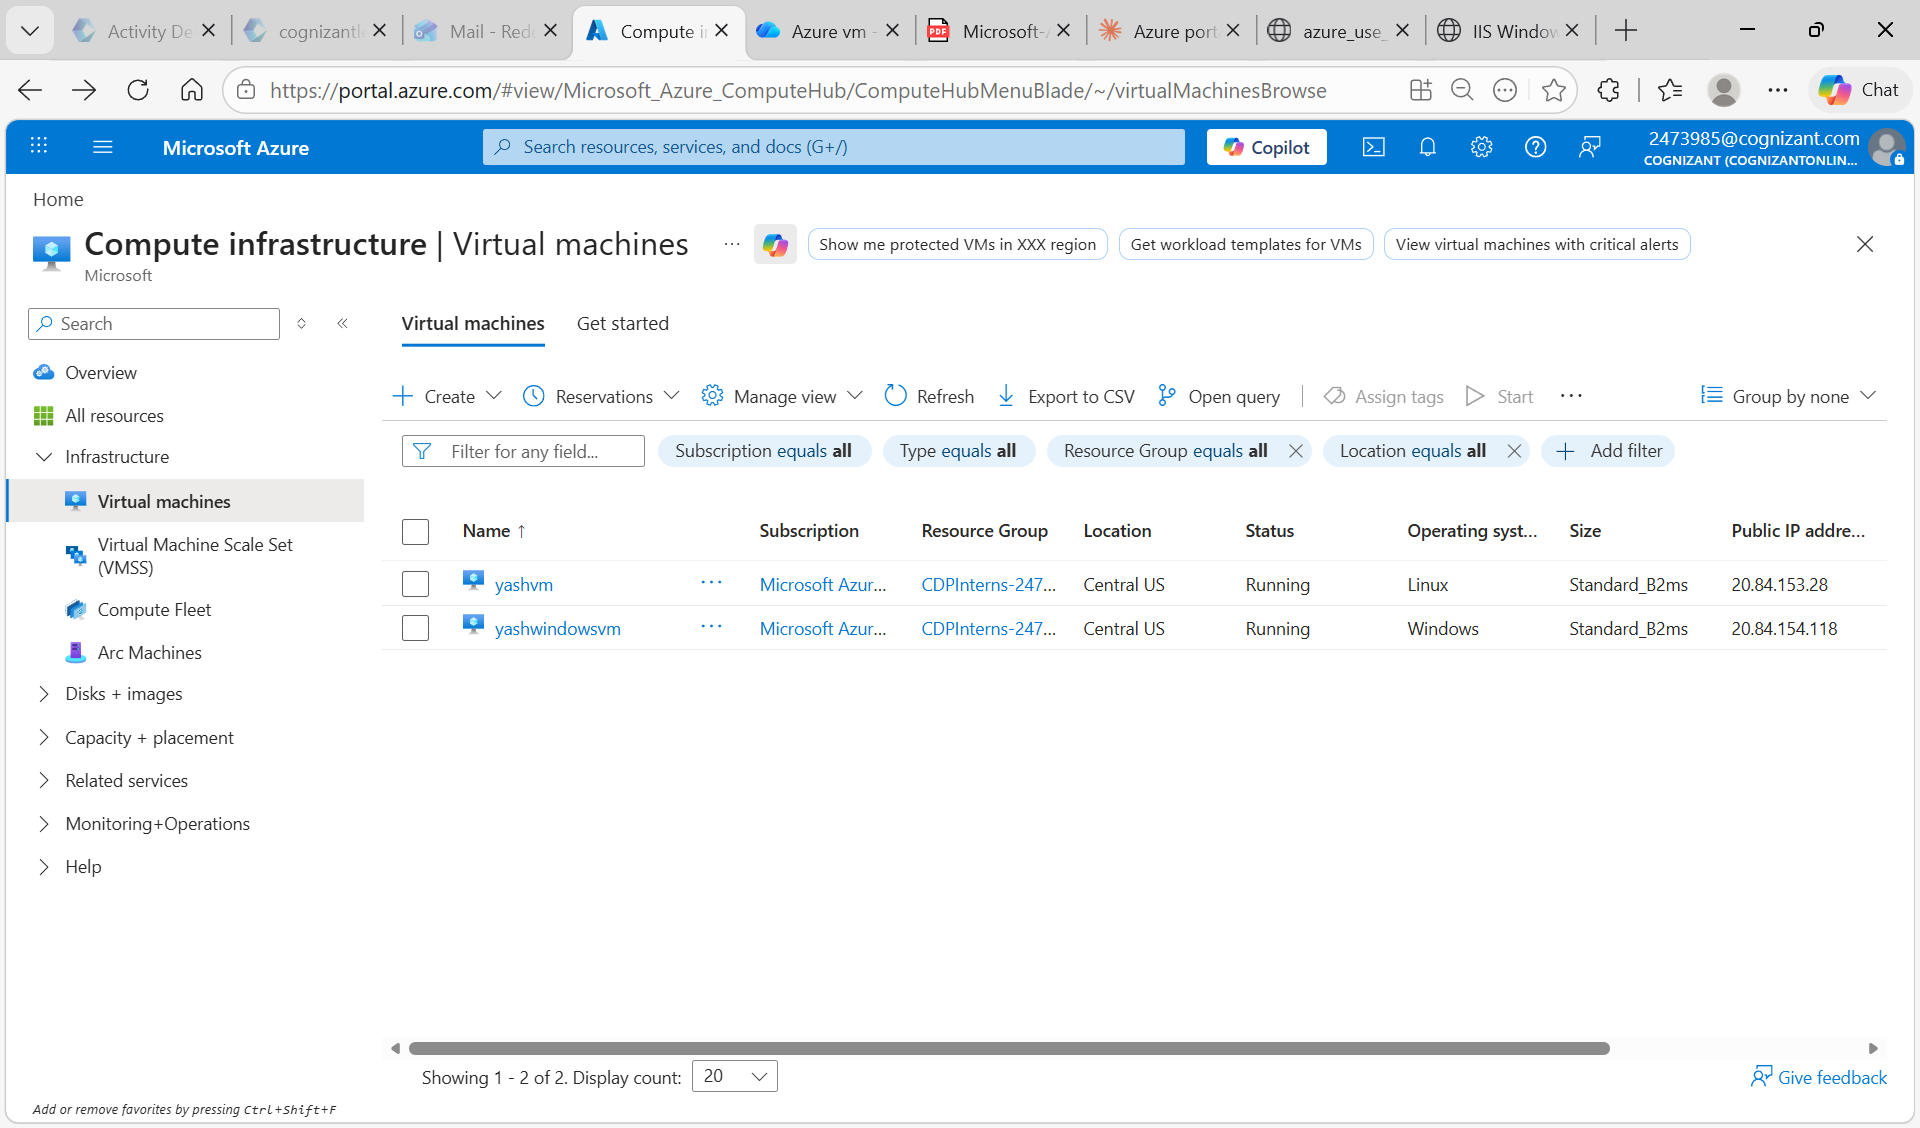 Activity De
cognizantl
Mail - Redi
Compute in
Azure vm -
PDF
Microsoft-A
Azure port
azure_use_
IIS Window
https://portal.azure.com/#view/Microsoft_Azure_ComputeHub/ComputeHubMenuBlade/~/virtualMachinesBrowse
Chat
Microsoft Azure
Search resources, services, and docs (G+/)
Copilot
2473985@cognizant.com
COGNIZANT (COGNIZANTONLIN...
Home
Compute infrastructure | Virtual machines
...
Show me protected VMs in XXX region
Get workload templates for VMs
View virtual machines with critical alerts
Microsoft
Search
Overview
All resources
Infrastructure
Virtual machines
Virtual Machine Scale Set
(VMSS)
Compute Fleet
Arc Machines
Disks + images
Capacity + placement
Related services
Monitoring+Operations
Help
Virtual machines
Get started
Create
Reservations
Manage view
Refresh
Export to CSV
Open query
Assign tags
Start
...
Group by none
Filter for any field...
Subscription equals all
Type equals all
Resource Group equals all
Location equals all
Add filter
Name ↑ Subscription Resource Group Location Status Operating syst... Size Public IP addre...
yashvm ... Microsoft Azur... CDPInterns-247... Central US Running Linux Standard_B2ms 20.84.153.28
yashwindowsvm ... Microsoft Azur... CDPInterns-247... Central US Running Windows Standard_B2ms 20.84.154.118
Showing 1 - 2 of 2. Display count: 20
Give feedback
Add or remove favorites by pressing Ctrl+Shift+F